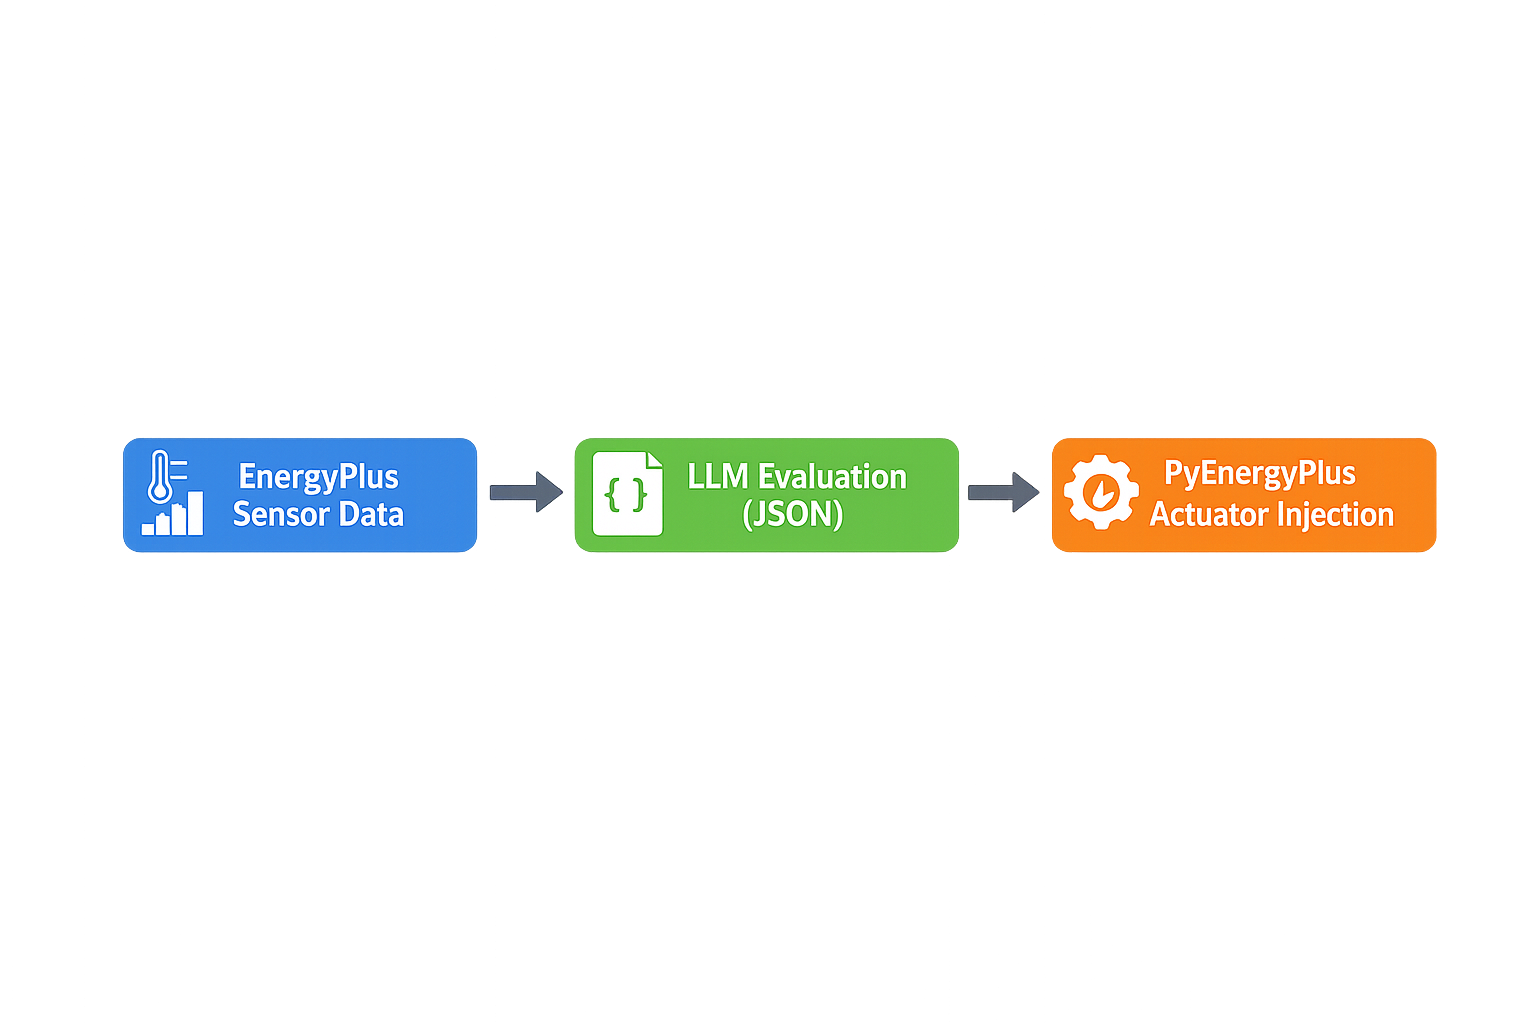 EnergyPlus
Sensor Data
{ }
LLM Evaluation
(JSON)
PyEnergyPlus
Actuator Injection